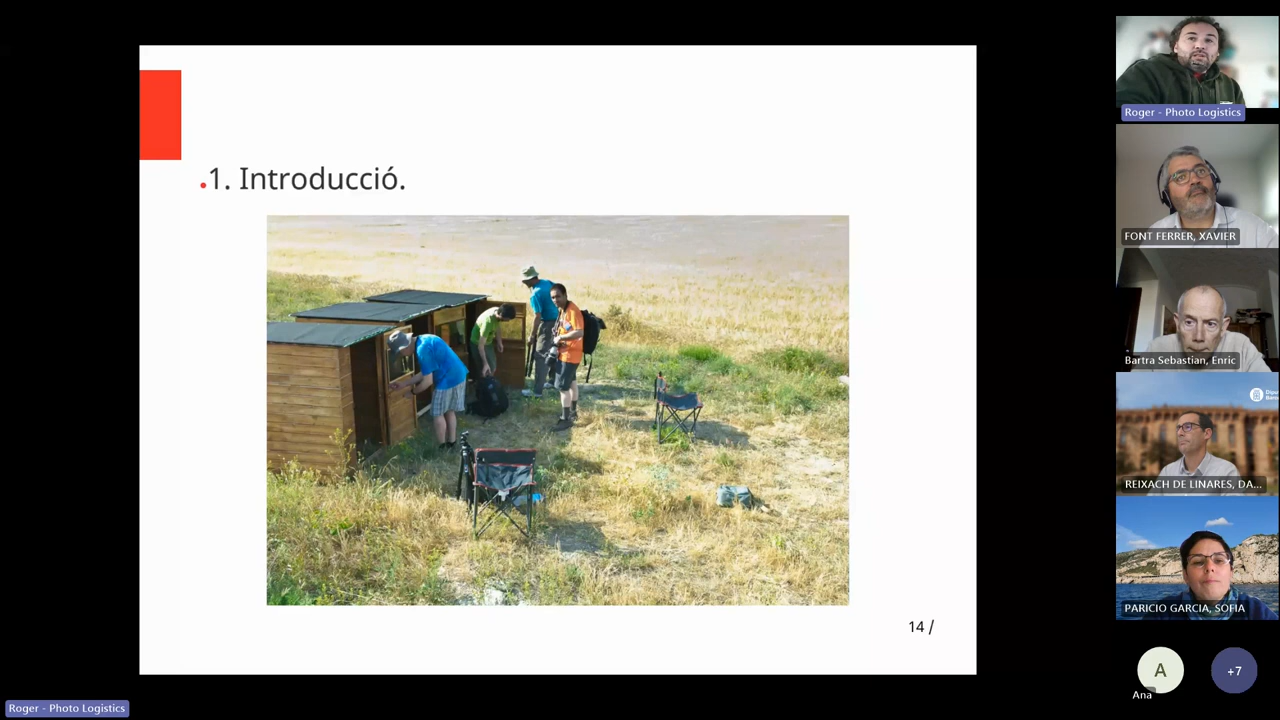 1. Introducció.
14 /
Roger - Photo Logistics
FONT FERRER, XAVIER
Bartra Sebastian, Enric
REIXACH DE LINARES, DA...
PARICIO GARCIA, SOFIA
A
Ana
+7
Roger - Photo Logistics